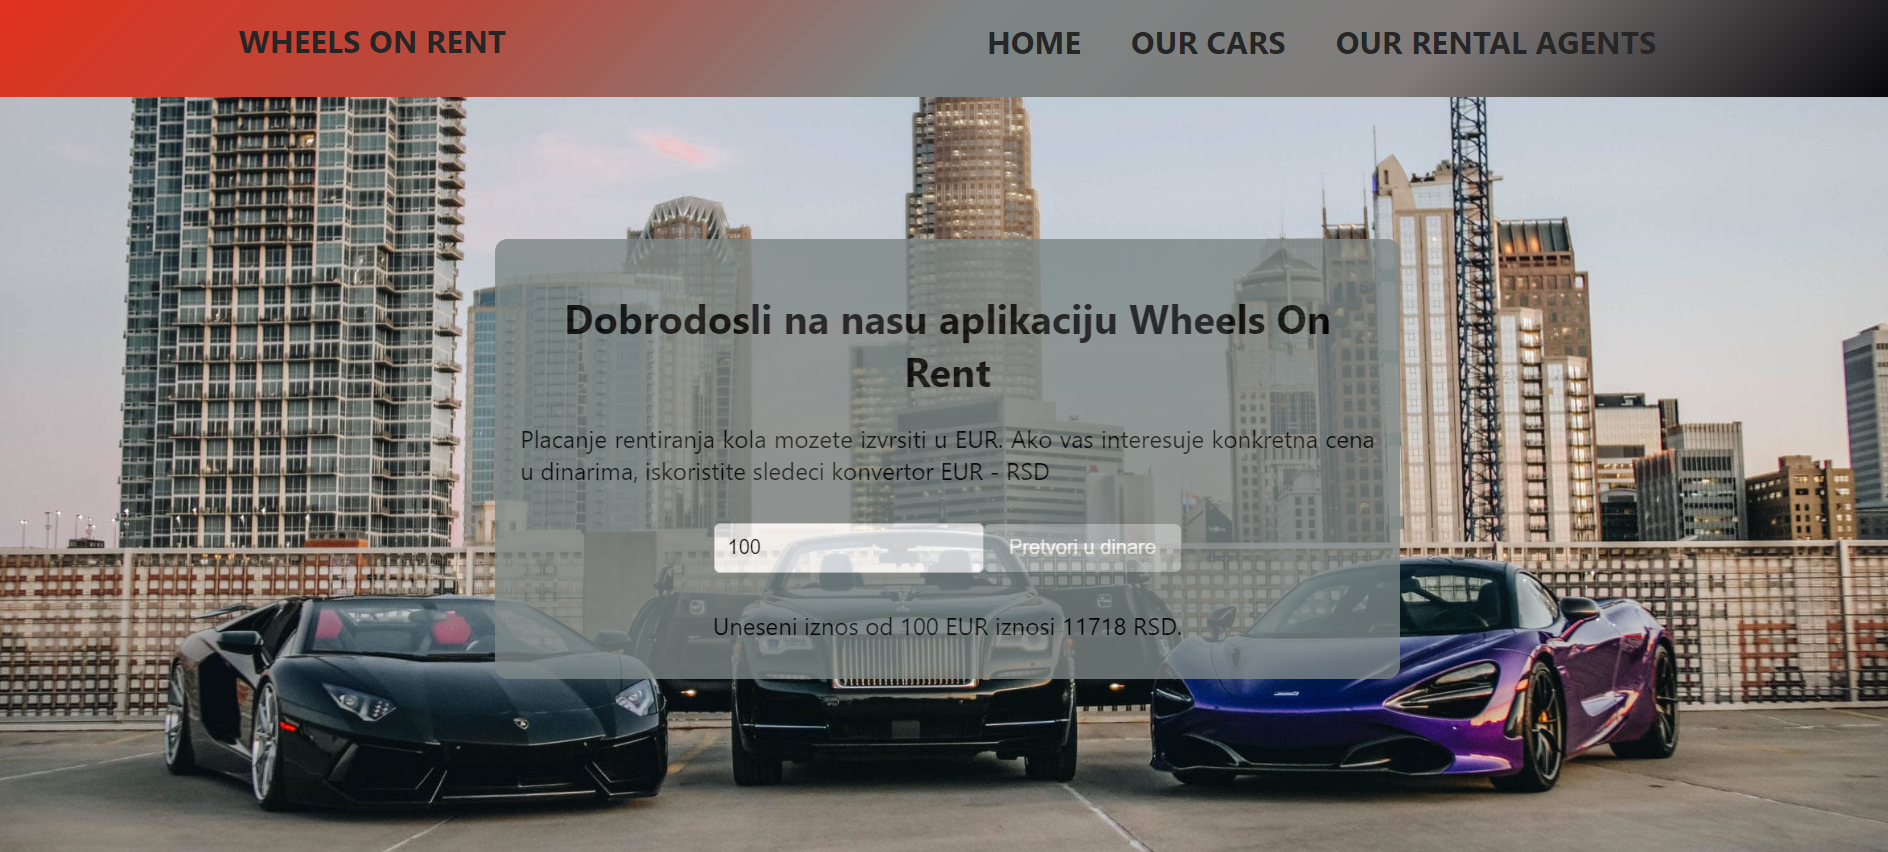 WHEELS ON RENT
HOME OUR CARS OUR RENTAL AGENTS
Dobrodosli na nasu aplikaciju Wheels On
Rent
Placanje rentiranja kola mozete izvrsiti u EUR. Ako vas interesuje konkretna cena
u dinarima, iskoristite sledeci konvertor EUR - RSD
100 Pretvori u dinare
Uneseni iznos od 100 EUR iznosi 11718 RSD.